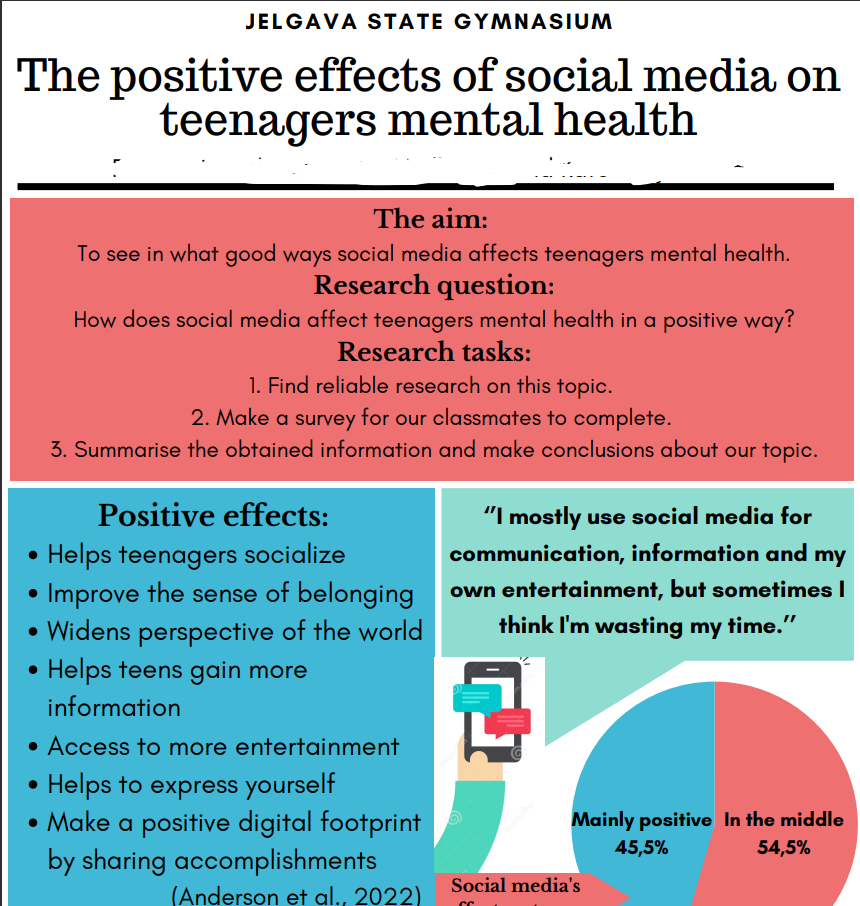 JELGAVA STATE GYMNASIUM
The positive effects of social media on
teenagers mental health
The aim:
To see in what good ways social media affects teenagers mental health.
Research question:
How does social media affect teenagers mental health in a positive way?
Research tasks:
1. Find reliable research on this topic.
2. Make a survey for our classmates to complete.
3. Summarise the obtained information and make conclusions about our topic.
Positive effects:
• Helps teenagers socialize
• Improve the sense of belonging
• Widens perspective of the world
• Helps teens gain more
information
• Access to more entertainment
• Helps to express yourself
• Make a positive digital footprint
by sharing accomplishments
(Anderson et al., 2022)
‘’I mostly use social media for
communication, information and my
own entertainment, but sometimes I
think I'm wasting my time.’’
Mainly positive
45,5%
In the middle
54,5%
Social media's